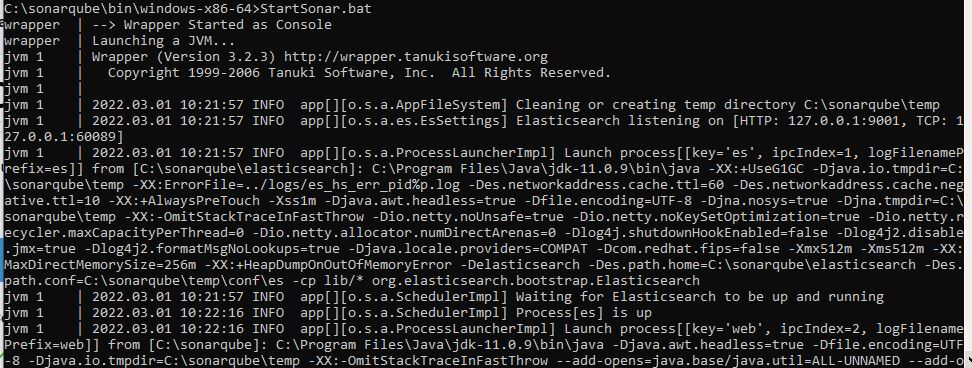 C:\sonarqube\bin\windows-x86-64>StartSonar.bat
wrapper  | --> Wrapper Started as Console
wrapper  | Launching a JVM...
jvm 1    | Wrapper (Version 3.2.3) http://wrapper.tanukisoftware.org
jvm 1    |   Copyright 1999-2006 Tanuki Software, Inc.  All Rights Reserved.
jvm 1    |
jvm 1    | 2022.03.01 10:21:57 INFO  app[][o.s.a.AppFileSystem] Cleaning or creating temp directory C:\sonarqube\temp
jvm 1    | 2022.03.01 10:21:57 INFO  app[][o.s.a.es.EsSettings] Elasticsearch listening on [HTTP: 127.0.0.1:9001, TCP: 1
27.0.0.1:60089]
jvm 1    | 2022.03.01 10:21:57 INFO  app[][o.s.a.ProcessLauncherImpl] Launch process[[key='es', ipcIndex=1, logFilenameP
refix=es]] from [C:\sonarqube\elasticsearch]: C:\Program Files\Java\jdk-11.0.9\bin\java -XX:+UseG1GC -Djava.io.tmpdir=C:
\sonarqube\temp -XX:ErrorFile=../logs/es_hs_err_pid%p.log -Des.networkaddress.cache.ttl=60 -Des.networkaddress.cache.neg
ative.ttl=10 -XX:+AlwaysPreTouch -Xss1m -Djava.awt.headless=true -Dfile.encoding=UTF-8 -Djna.nosys=true -Djna.tmpdir=C:\
sonarqube\temp -XX:-OmitStackTraceInFastThrow -Dio.netty.noUnsafe=true -Dio.netty.noKeySetOptimization=true -Dio.netty.r
ecycler.maxCapacityPerThread=0 -Dio.netty.allocator.numDirectArenas=0 -Dlog4j.shutdownHookEnabled=false -Dlog4j2.disable
.jmx=true -Dlog4j2.formatMsgNoLookups=true -Djava.locale.providers=COMPAT -Dcom.redhat.fips=false -Xmx512m -Xms512m -XX:
MaxDirectMemorySize=256m -XX:+HeapDumpOnOutOfMemoryError -Delasticsearch -Des.path.home=C:\sonarqube\elasticsearch -Des.
path.conf=C:\sonarqube\temp\conf\es -cp lib/* org.elasticsearch.bootstrap.Elasticsearch
jvm 1    | 2022.03.01 10:21:57 INFO  app[][o.s.a.SchedulerImpl] Waiting for Elasticsearch to be up and running
jvm 1    | 2022.03.01 10:22:16 INFO  app[][o.s.a.SchedulerImpl] Process[es] is up
jvm 1    | 2022.03.01 10:22:16 INFO  app[][o.s.a.ProcessLauncherImpl] Launch process[[key='web', ipcIndex=2, logFilename
Prefix=web]] from [C:\sonarqube]: C:\Program Files\Java\jdk-11.0.9\bin\java -Djava.awt.headless=true -Dfile.encoding=UTF
-8 -Djava.io.tmpdir=C:\sonarqube\temp -XX:-OmitStackTraceInFastThrow --add-opens=java.base/java.util=ALL-UNNAMED --add-o